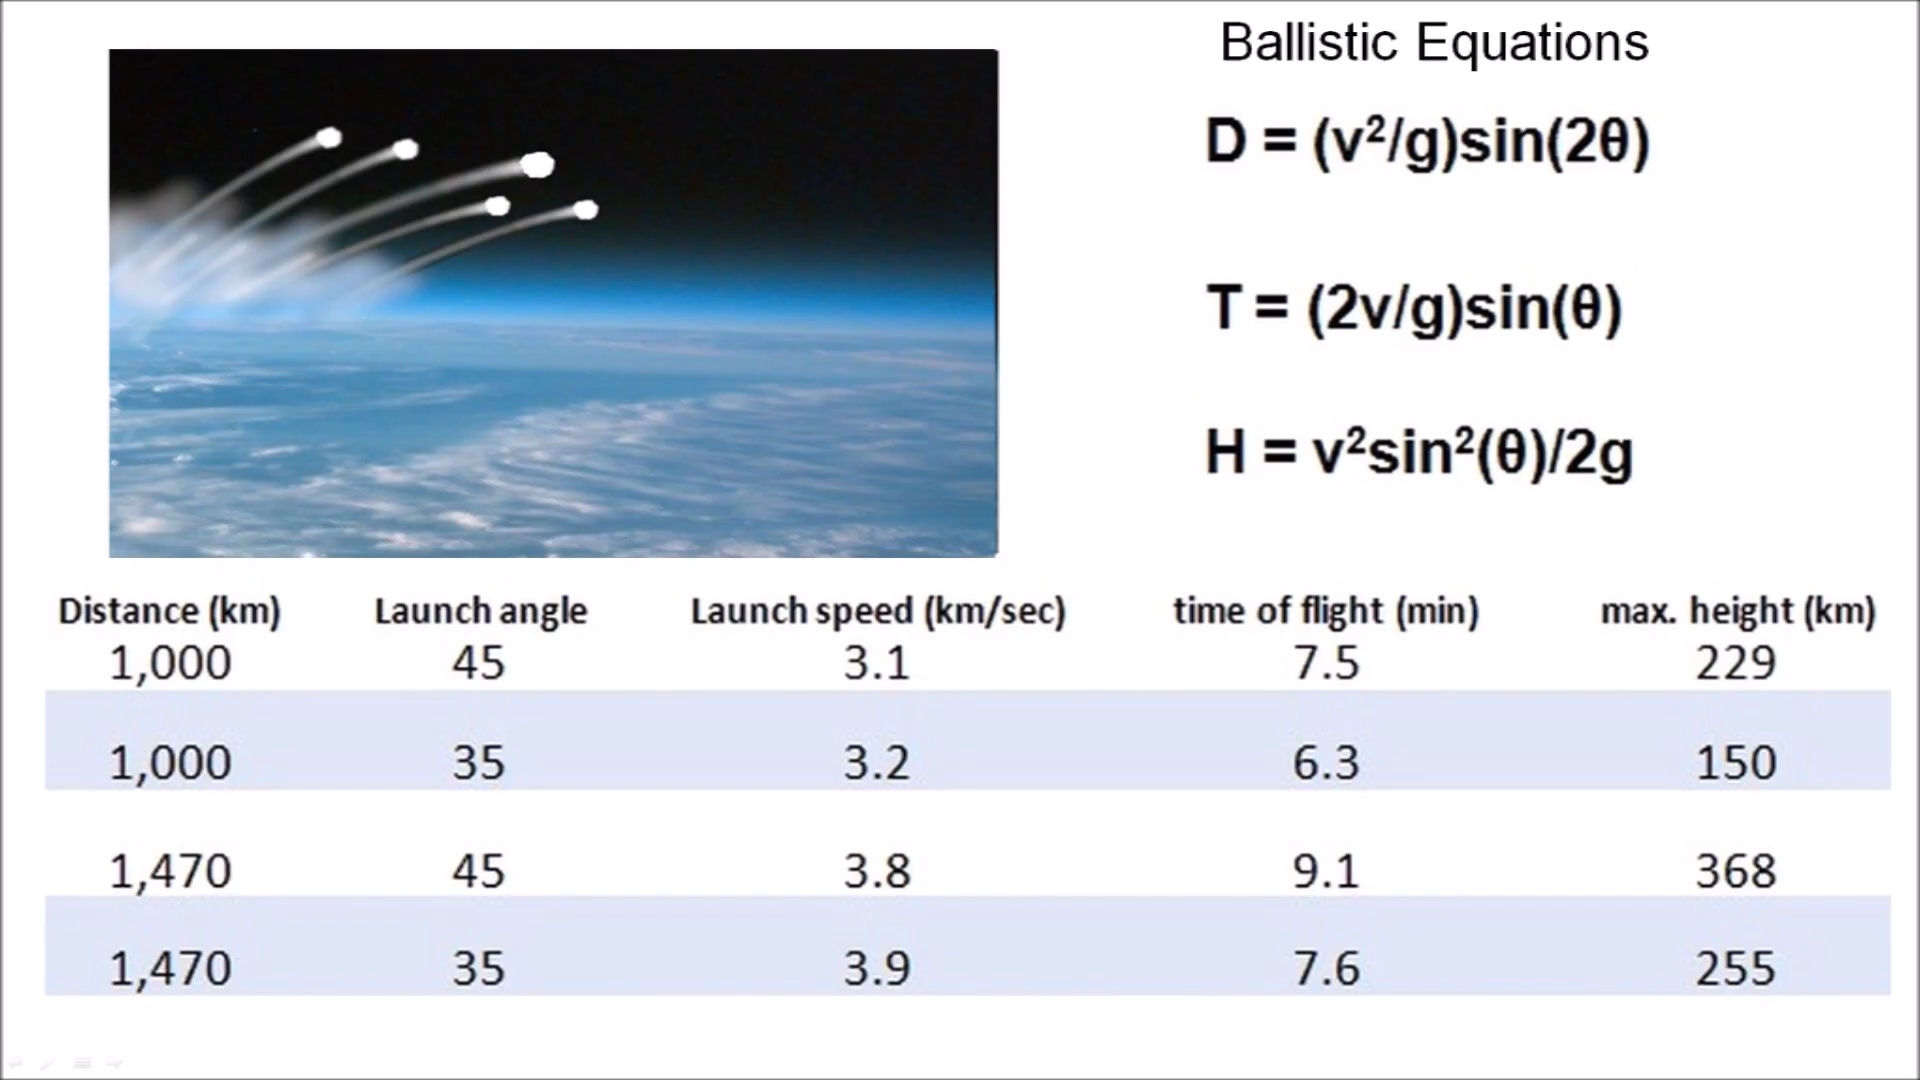 Ballistic Equations
D = (v²/g)sin(2θ)
T = (2v/g)sin(θ)
H = v²sin²(θ)/2g
Distance (km) Launch angle Launch speed (km/sec) time of flight (min) max. height (km)
1,000 45 3.1 7.5 229
1,000 35 3.2 6.3 150
1,470 45 3.8 9.1 368
1,470 35 3.9 7.6 255